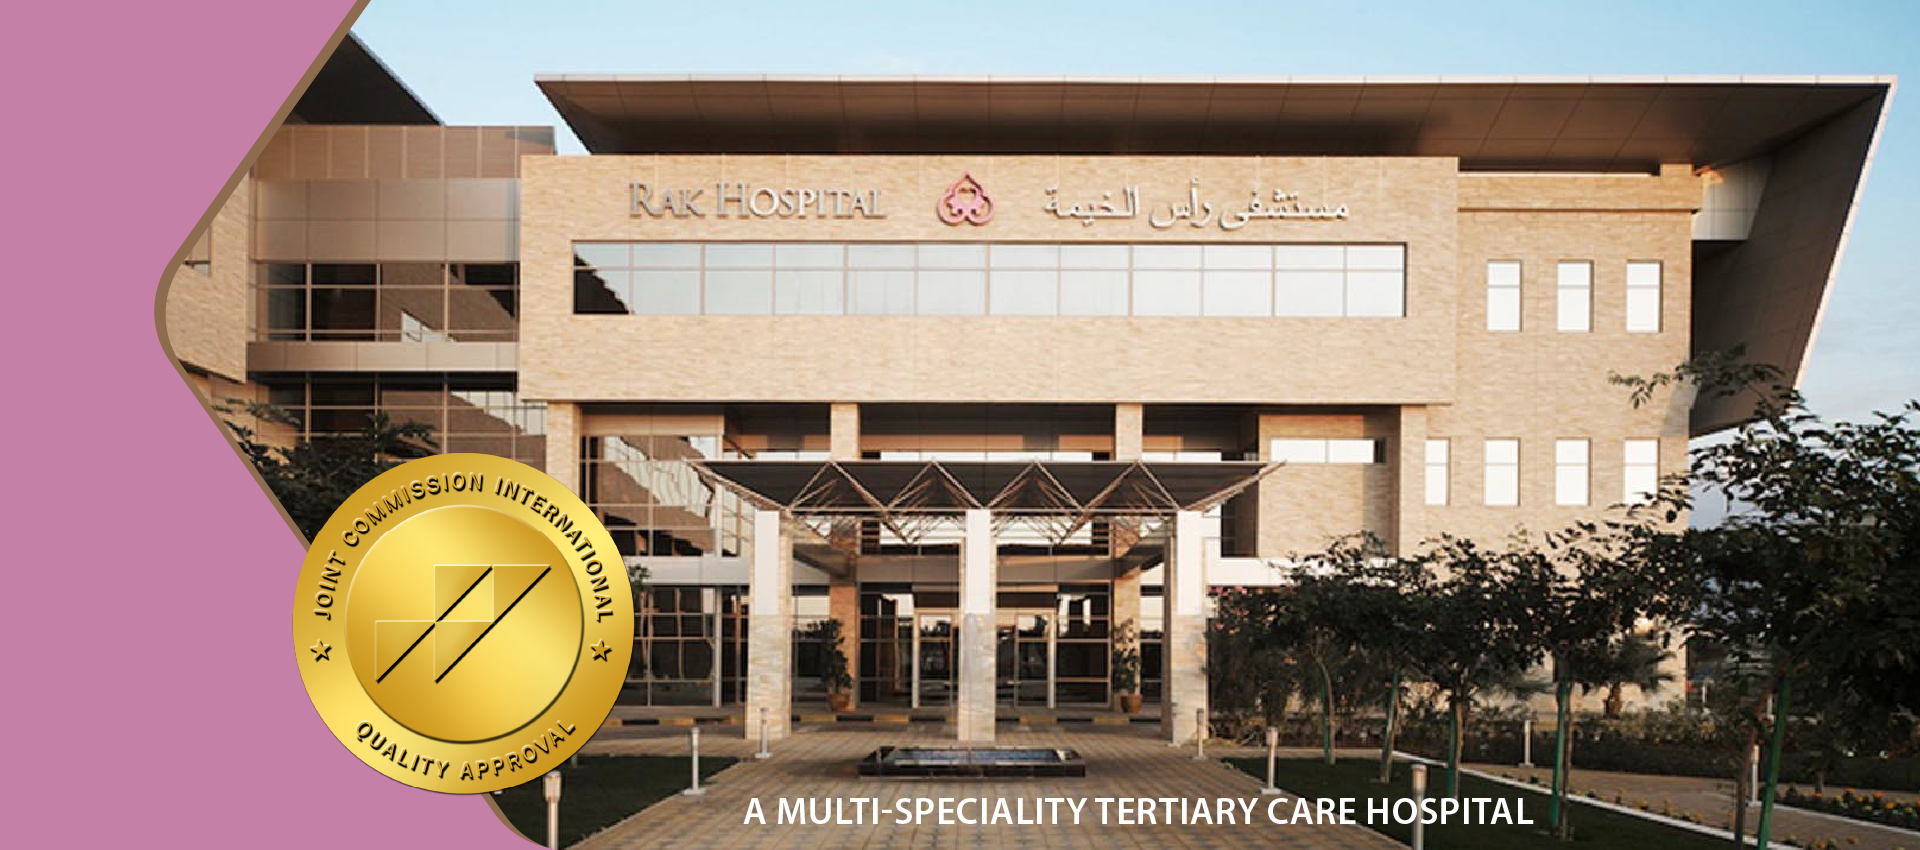 RAK HOSPITAL
مستشفى رأس الخيمة
JOINT COMMISSION INTERNATIONAL
QUALITY APPROVAL
A MULTI-SPECIALITY TERTIARY CARE HOSPITAL